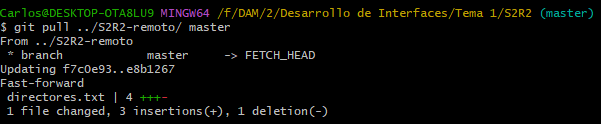 Carlos@DESKTOP-OTA8LU9 MINGW64 /f/DAM/2/Desarrollo de Interfaces/Tema 1/S2R2 (master)
$ git pull ../S2R2-remoto/ master
From ../S2R2-remoto
 * branch            master     -> FETCH_HEAD
Updating f7c0e93..e8b1267
Fast-forward
 directores.txt | 4 +++-
 1 file changed, 3 insertions(+), 1 deletion(-)